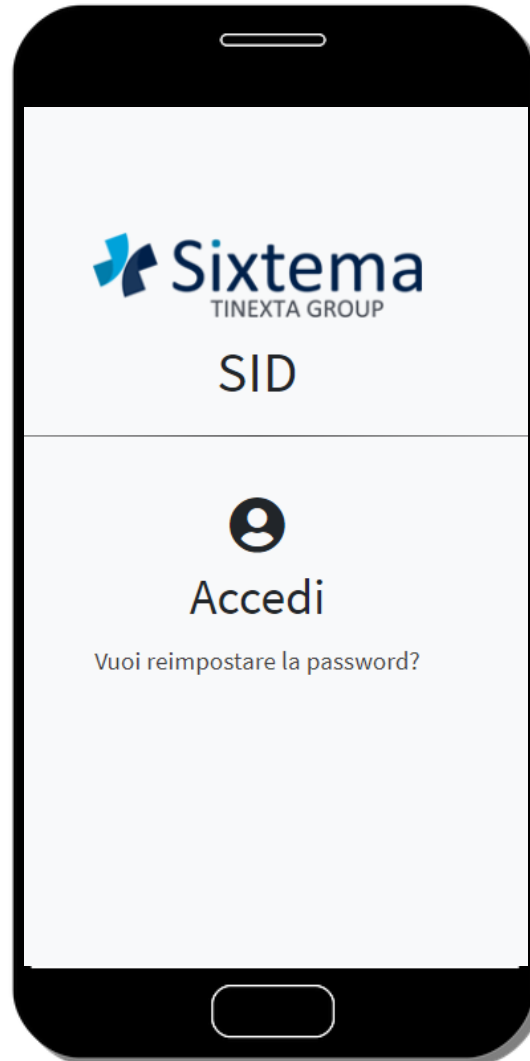 Sixtema
TINEXTA GROUP
SID
Accedi
Vuoi reimpostare la password?